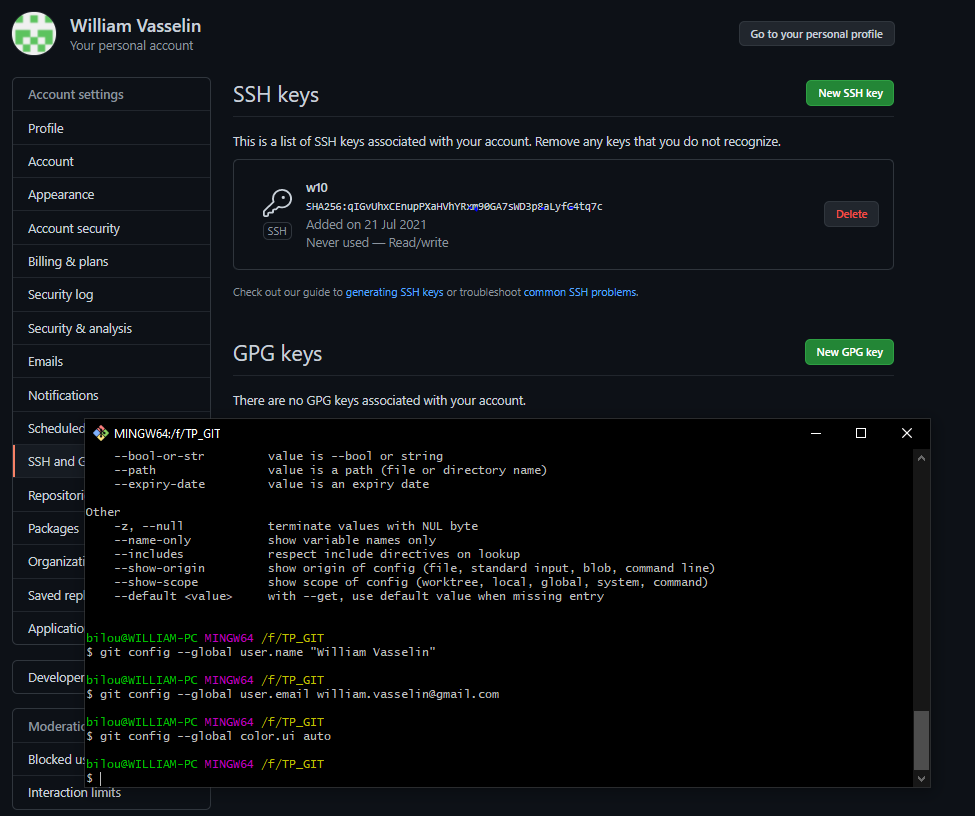 William Vasselin
Your personal account
Go to your personal profile
Account settings
Profile
Account
Appearance
Account security
Billing & plans
Security log
Security & analysis
Emails
Notifications
Scheduled
SSH and G
Repositori
Packages
Organizati
Saved repl
Applicatio
Developer
Moderatio
Blocked us
Interaction limits
SSH keys
New SSH key
This is a list of SSH keys associated with your account. Remove any keys that you do not recognize.
w10
SSH
Added on 21 Jul 2021
Never used — Read/write
Delete
Check out our guide to generating SSH keys or troubleshoot common SSH problems.
GPG keys
New GPG key
There are no GPG keys associated with your account.
MINGW64:/f/TP_GIT
--bool-or-str value is --bool or string
--path value is a path (file or directory name)
--expiry-date value is an expiry date
Other
-z, --null terminate values with NUL byte
--name-only show variable names only
--includes respect include directives on lookup
--show-origin show origin of config (file, standard input, blob, command line)
--show-scope show scope of config (worktree, local, global, system, command)
--default <value> with --get, use default value when missing entry
bilou@WILLIAM-PC MINGW64 /f/TP_GIT
$ git config --global user.name "William Vasselin"
bilou@WILLIAM-PC MINGW64 /f/TP_GIT
$ git config --global user.email william.vasselin@gmail.com
bilou@WILLIAM-PC MINGW64 /f/TP_GIT
$ git config --global color.ui auto
bilou@WILLIAM-PC MINGW64 /f/TP_GIT
$